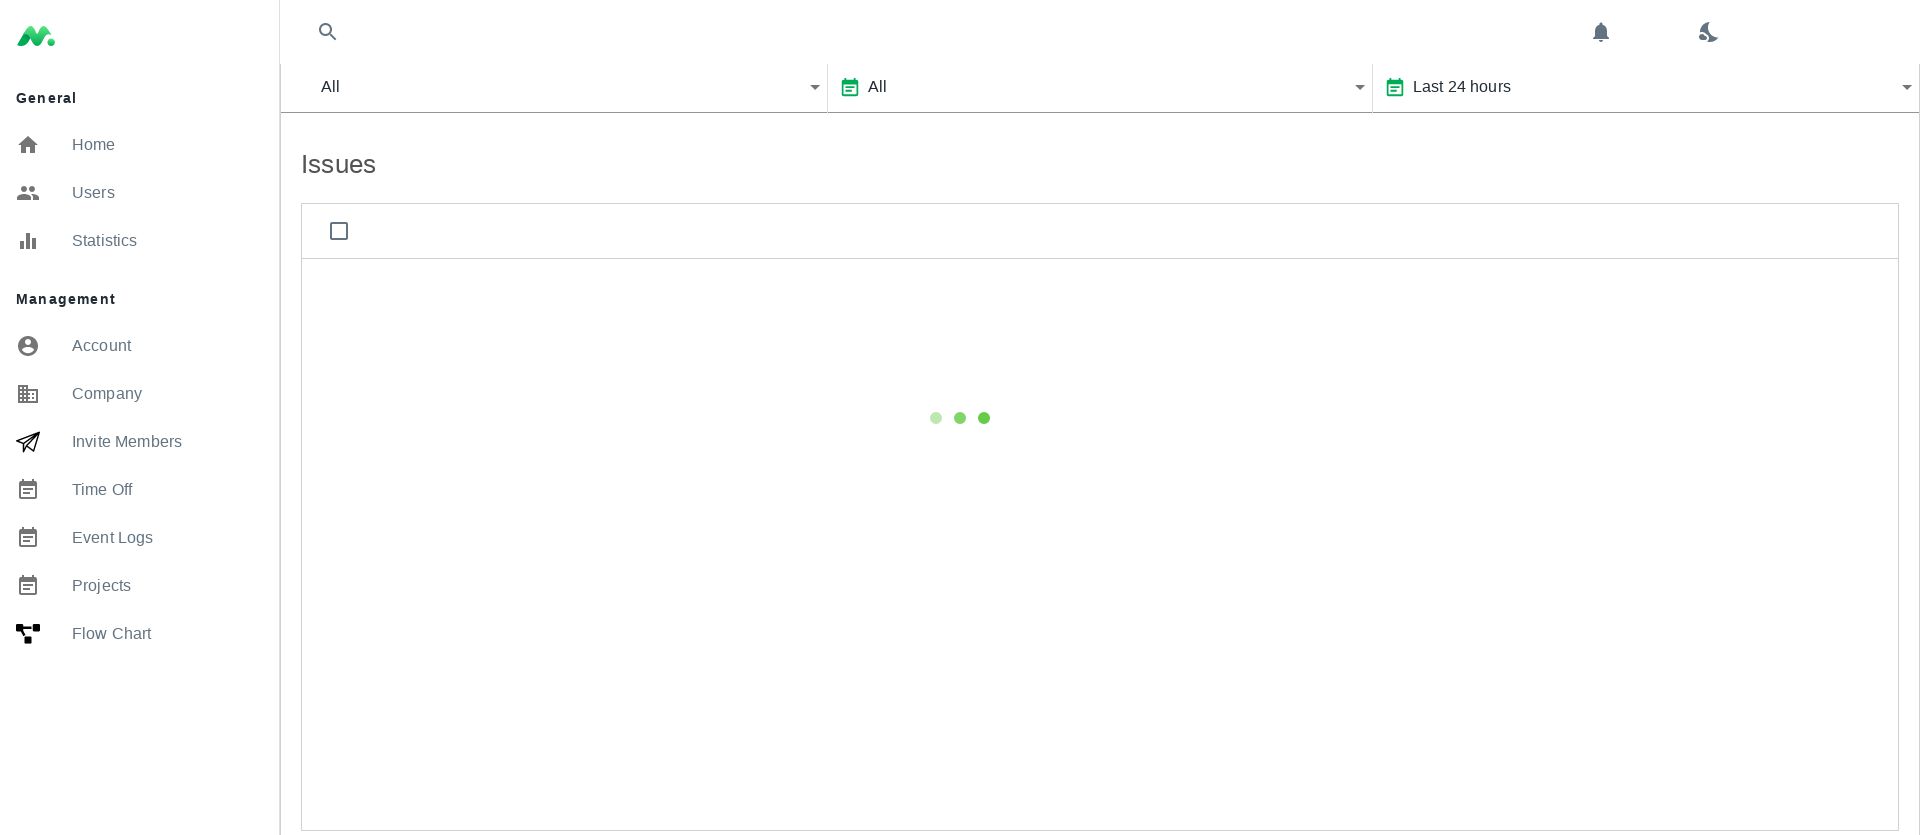 General
Home
Users
Statistics
Management
Account
Company
Invite Members
Time Off
Event Logs
Projects
Flow Chart
All
All
Last 24 hours
Issues